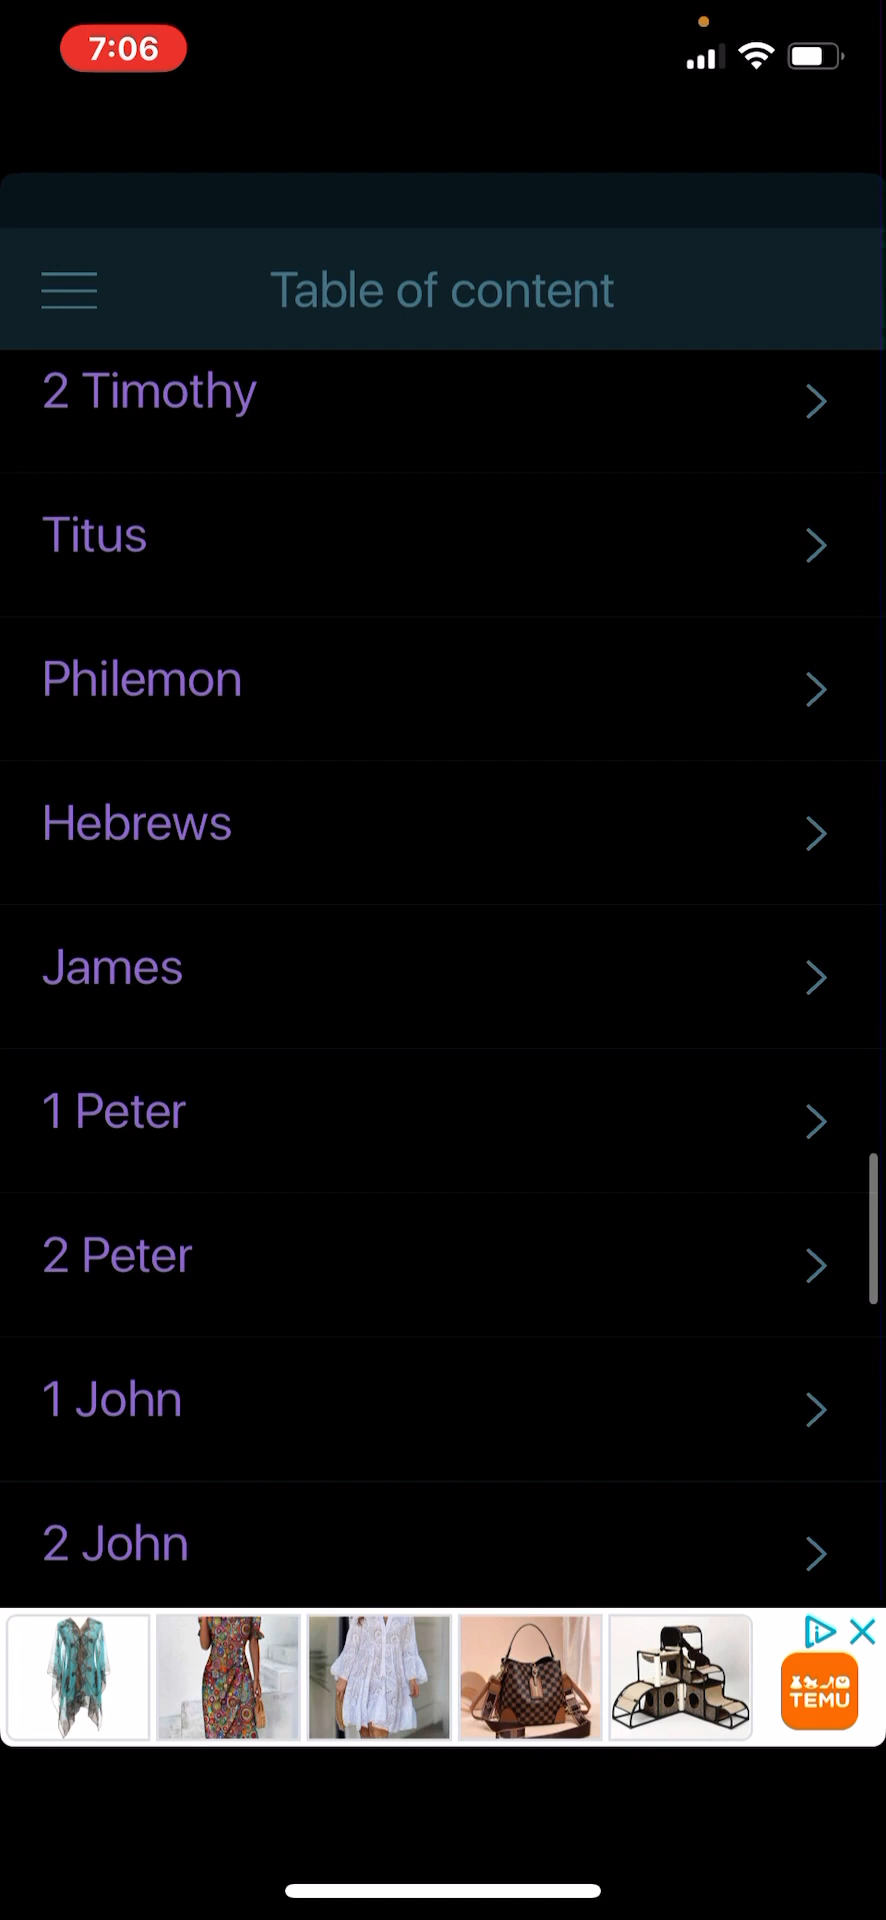 7:06
Table of content
2 Timothy
Titus
Philemon
Hebrews
James
1 Peter
2 Peter
1 John
2 John
TEMU